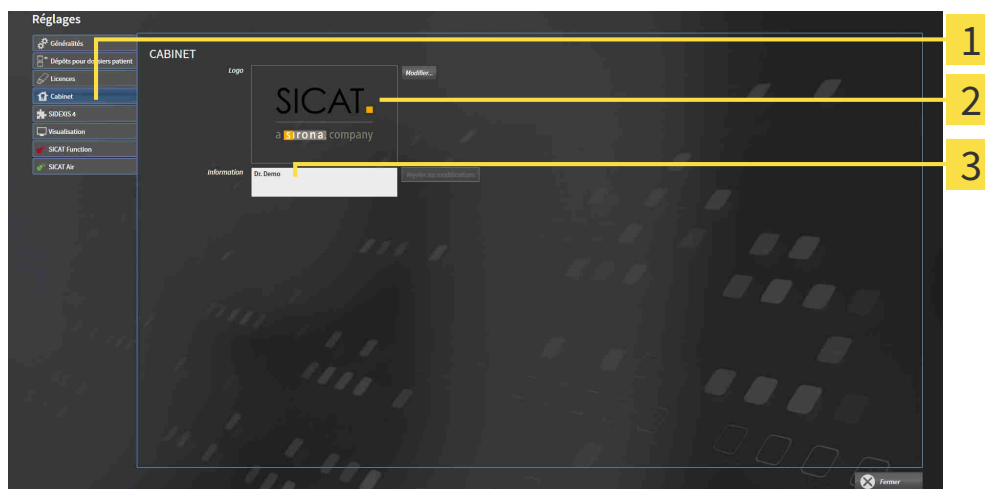 Réglages
Généralités
Dépôts pour dossiers patient
Licences
Cabinet
SIDEXIS 4
Visualisation
SICAT Function
SICAT Air
CABINET
Logo
SICAT.
a sirona. company
Modifier...
Information
Dr. Demo
Rejeter les modifications
Fermer
1
2
3